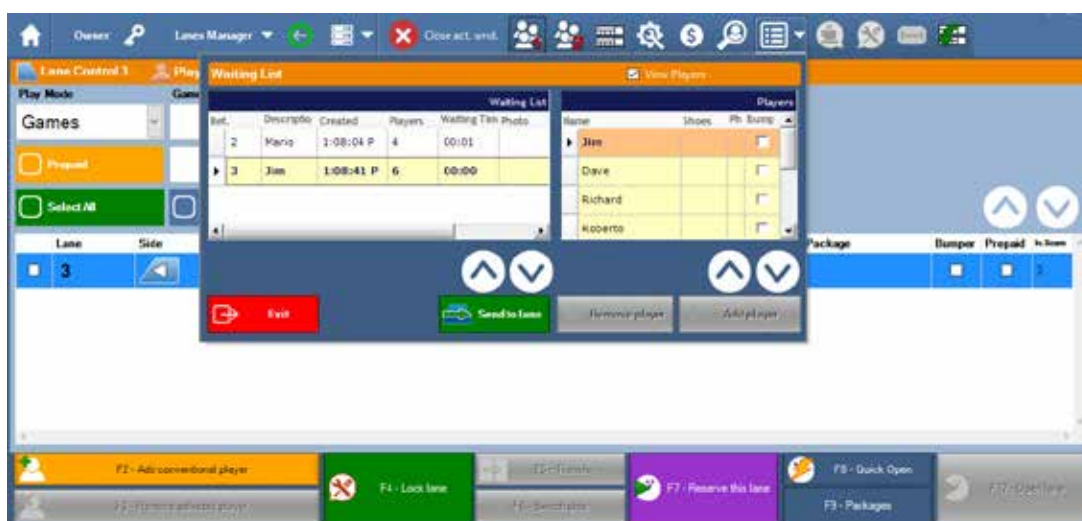 Owner Lanes Manager Close act. wnd.
Lane Control 3 Play
Waiting List View Players
Play Mode Game
Games
Prepaid
Select All
Waiting List
Ref. Descriptio Created Players Waiting Tim Photo
2 Mario 1:08:04 P 4 00:01
3 Jim 1:08:41 P 6 00:00
Players
Name Shoes Ph Bump
Jim
Dave
Richard
Roberto
Exit Send to lane Remove player Add player
Lane Side Package Bumper Prepaid
3
F2 - Add conventional player
F4 - Lock lane
F7 - Reserve this lane
F8 - Quick Open
F9 - Packages